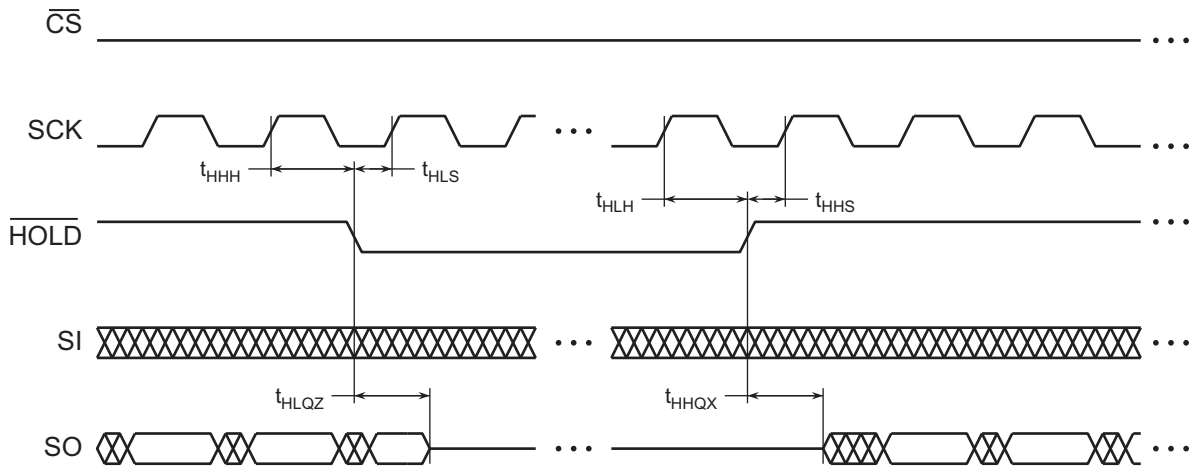 CS
• • •
SCK
• • •
• • •
tHHH
tHLS
tHLH
tHHS
HOLD
• • •
SI
• • •
• • •
tHLQZ
tHHQX
SO
• • •
• • •